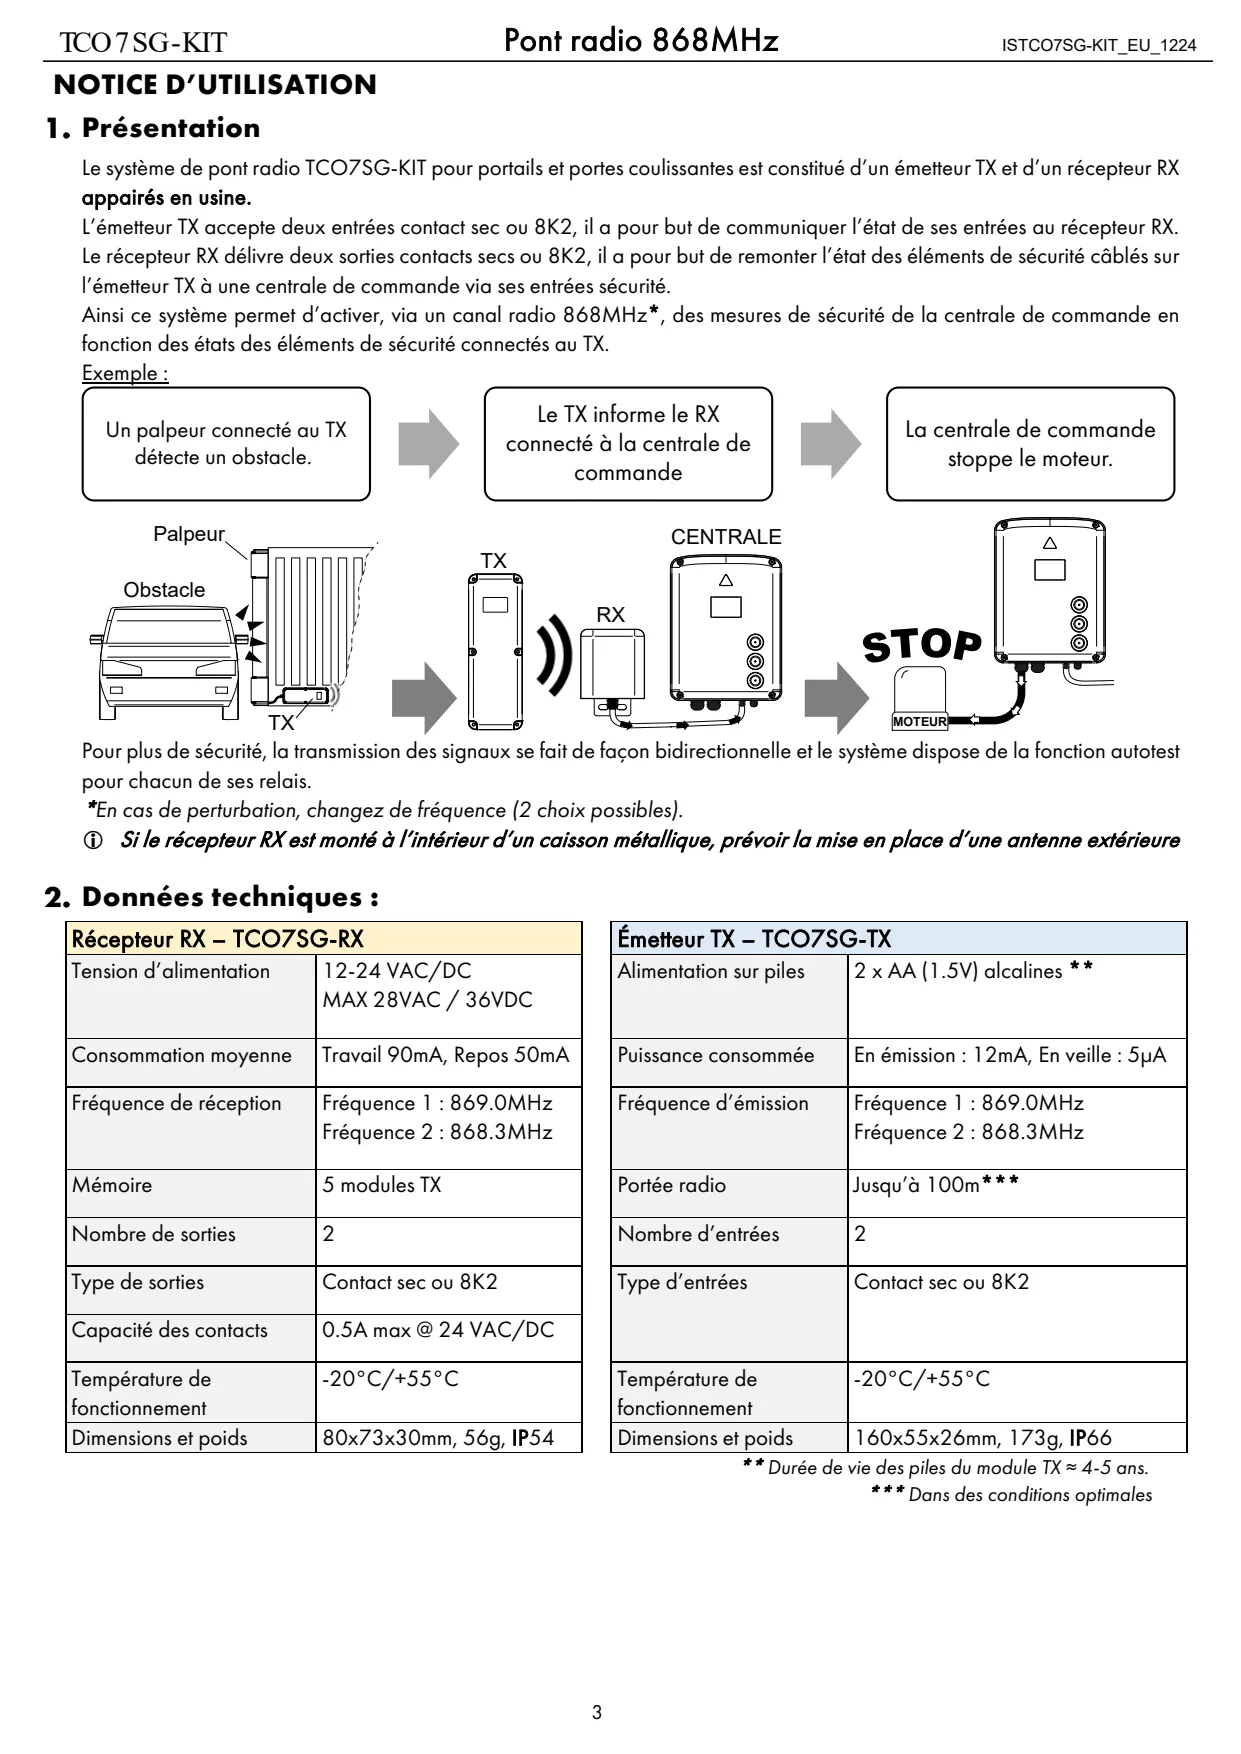 TCO7SG-KIT
Pont radio 868MHz
ISTCO7SG-KIT_EU_1224
NOTICE D’UTILISATION
1. Présentation
Le système de pont radio TCO7SG-KIT pour portails et portes coulissantes est constitué d’un émetteur TX et d’un récepteur RX
appairés en usine.
L’émetteur TX accepte deux entrées contact sec ou 8K2, il a pour but de communiquer l’état de ses entrées au récepteur RX.
Le récepteur RX délivre deux sorties contacts secs ou 8K2, il a pour but de remonter l’état des éléments de sécurité câblés sur
l’émetteur TX à une centrale de commande via ses entrées sécurité.
Ainsi ce système permet d’activer, via un canal radio 868MHz*, des mesures de sécurité de la centrale de commande en
fonction des états des éléments de sécurité connectés au TX.
Exemple :
Un palpeur connecté au TX
détecte un obstacle.
Le TX informe le RX
connecté à la centrale de
commande
La centrale de commande
stoppe le moteur.
Palpeur
Obstacle
TX
TX
RX
CENTRALE
STOP
MOTEUR
Pour plus de sécurité, la transmission des signaux se fait de façon bidirectionnelle et le système dispose de la fonction autotest
pour chacun de ses relais.
*En cas de perturbation, changez de fréquence (2 choix possibles).
ⓘ Si le récepteur RX est monté à l’intérieur d’un caisson métallique, prévoir la mise en place d’une antenne extérieure
2. Données techniques :
Récepteur RX – TCO7SG-RX
Tension d’alimentation
12-24 VAC/DC
MAX 28VAC / 36VDC
Consommation moyenne
Travail 90mA, Repos 50mA
Fréquence de réception
Fréquence 1 : 869.0MHz
Fréquence 2 : 868.3MHz
Mémoire
5 modules TX
Nombre de sorties
2
Type de sorties
Contact sec ou 8K2
Capacité des contacts
0.5A max @ 24 VAC/DC
Température de
fonctionnement
-20°C/+55°C
Dimensions et poids
80x73x30mm, 56g, IP54
Émetteur TX – TCO7SG-TX
Alimentation sur piles
2 x AA (1.5V) alcalines **
Puissance consommée
En émission : 12mA, En veille : 5µA
Fréquence d’émission
Fréquence 1 : 869.0MHz
Fréquence 2 : 868.3MHz
Portée radio
Jusqu’à 100m***
Nombre d’entrées
2
Type d’entrées
Contact sec ou 8K2
Température de
fonctionnement
-20°C/+55°C
Dimensions et poids
160x55x26mm, 173g, IP66
** Durée de vie des piles du module TX ≈ 4-5 ans.
*** Dans des conditions optimales
3